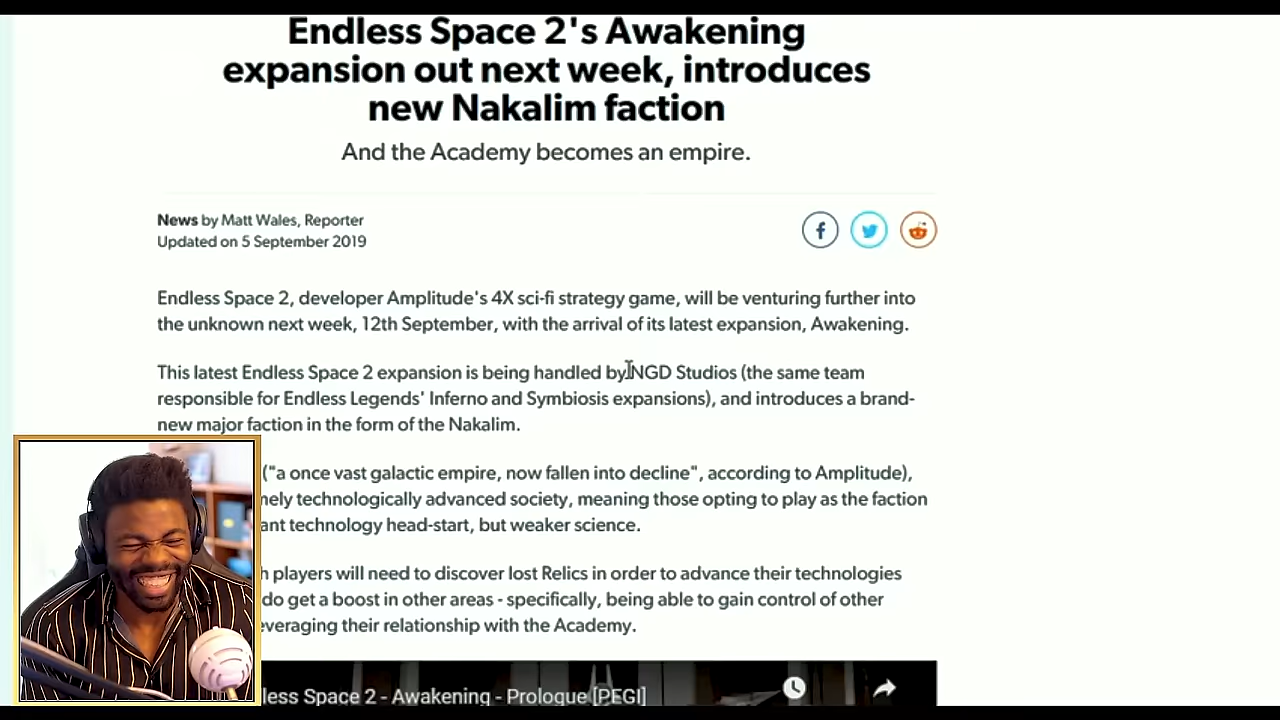 Endless Space 2's Awakening
expansion out next week, introduces
new Nakalim faction
And the Academy becomes an empire.
News by Matt Wales, Reporter
Updated on 5 September 2019
Endless Space 2, developer Amplitude's 4X sci-fi strategy game, will be venturing further into
the unknown next week, 12th September, with the arrival of its latest expansion, Awakening.
This latest Endless Space 2 expansion is being handled by NGD Studios (the same team
responsible for Endless Legends' Inferno and Symbiosis expansions), and introduces a brand-
new major faction in the form of the Nakalim.
("a once vast galactic empire, now fallen into decline", according to Amplitude),
technologically advanced society, meaning those opting to play as the faction
technology head-start, but weaker science.
players will need to discover lost Relics in order to advance their technologies
do get a boost in other areas - specifically, being able to gain control of other
everaging their relationship with the Academy.
less Space 2 - Awakening - Prologue [PEGI]